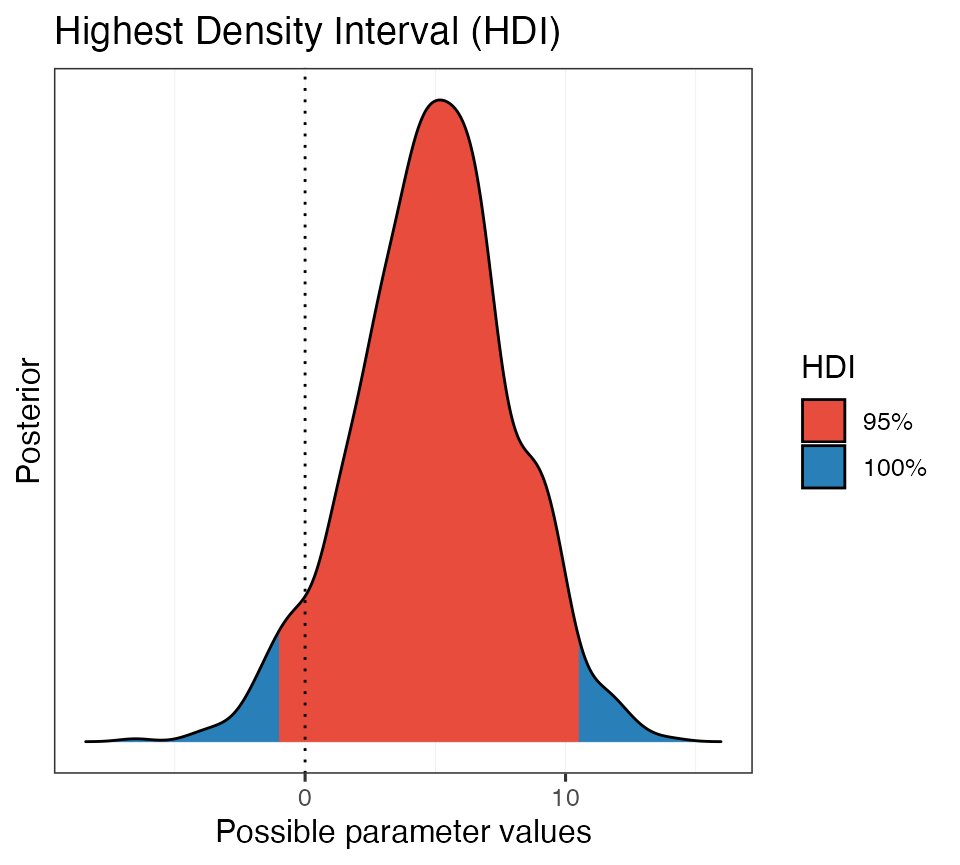 Highest Density Interval (HDI)
Posterior
HDI
95%
100%
0
10
Possible parameter values